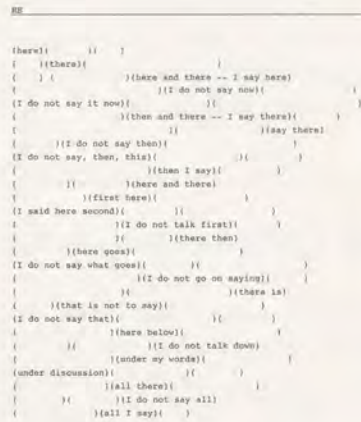 RE
(here)(          )(     )
(     )(there)(                              )
(     ) (               )(here and there -- I say here)
(                              )(I do not say now)(                    )
(I do not say it now)(               )(                    )
(                    )(then and there -- I say there)(     )
(                              )(               )(say there)
(          )(I do not say then)(                    )
(I do not say, then, this)(               )(          )
(                    )(then I say)(          )
(          )(               )(here and there)
(               )(first here)(               )
(I said here second)(          )(               )
(                    )(I do not talk first)(     )
(                    )(          )(there then)
(          )(here goes)(                    )
(I do not say what goes)(          )(               )
(                         )(I do not go on saying)(     )
(                    )(               )(there is)
(     )(that is not to say)(               )
(I do not say that)(          )(          )
(                    )(here below)(               )
(          )(               )(I do not talk down)
(                    )(under my words)(               )
(under discussion)(          )(     )
(                    )(all there)(          )
(          )(          )(I do not say all)
(               )(all I say)(     )